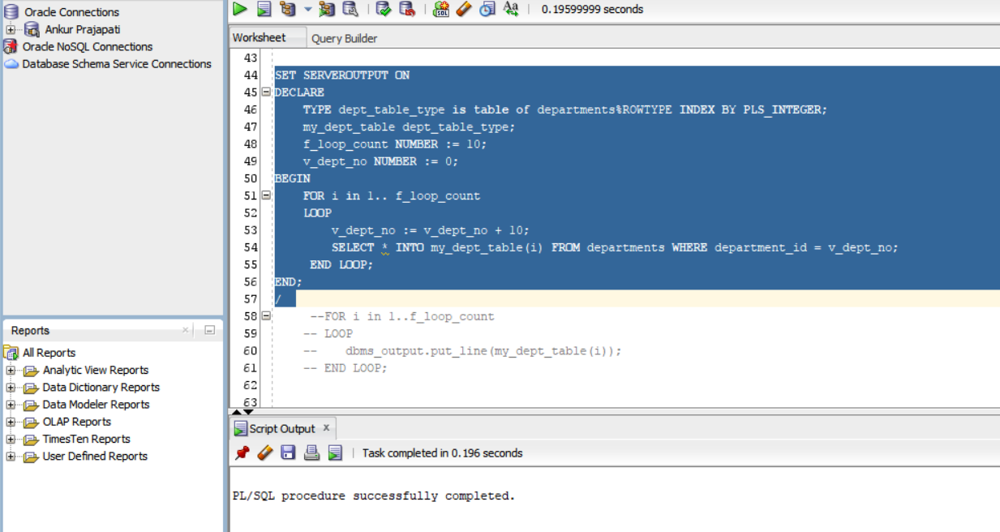 Oracle Connections
Ankur Prajapati
Oracle NoSQL Connections
Database Schema Service Connections
0.19599999 seconds
Worksheet Query Builder
43
44 SET SERVEROUTPUT ON
45 DECLARE
46 TYPE dept_table_type is table of departments%ROWTYPE INDEX BY PLS_INTEGER;
47 my_dept_table dept_table_type;
48 f_loop_count NUMBER := 10;
49 v_dept_no NUMBER := 0;
50 BEGIN
51 FOR i in 1.. f_loop_count
52 LOOP
53 v_dept_no := v_dept_no + 10;
54 SELECT * INTO my_dept_table(i) FROM departments WHERE department_id = v_dept_no;
55 END LOOP;
56 END;
57 /
58 --FOR i in 1..f_loop_count
59 -- LOOP
60 -- dbms_output.put_line(my_dept_table(i));
61 -- END LOOP;
62
63
Reports
All Reports
Analytic View Reports
Data Dictionary Reports
Data Modeler Reports
OLAP Reports
TimesTen Reports
User Defined Reports
Script Output x
Task completed in 0.196 seconds
PL/SQL procedure successfully completed.